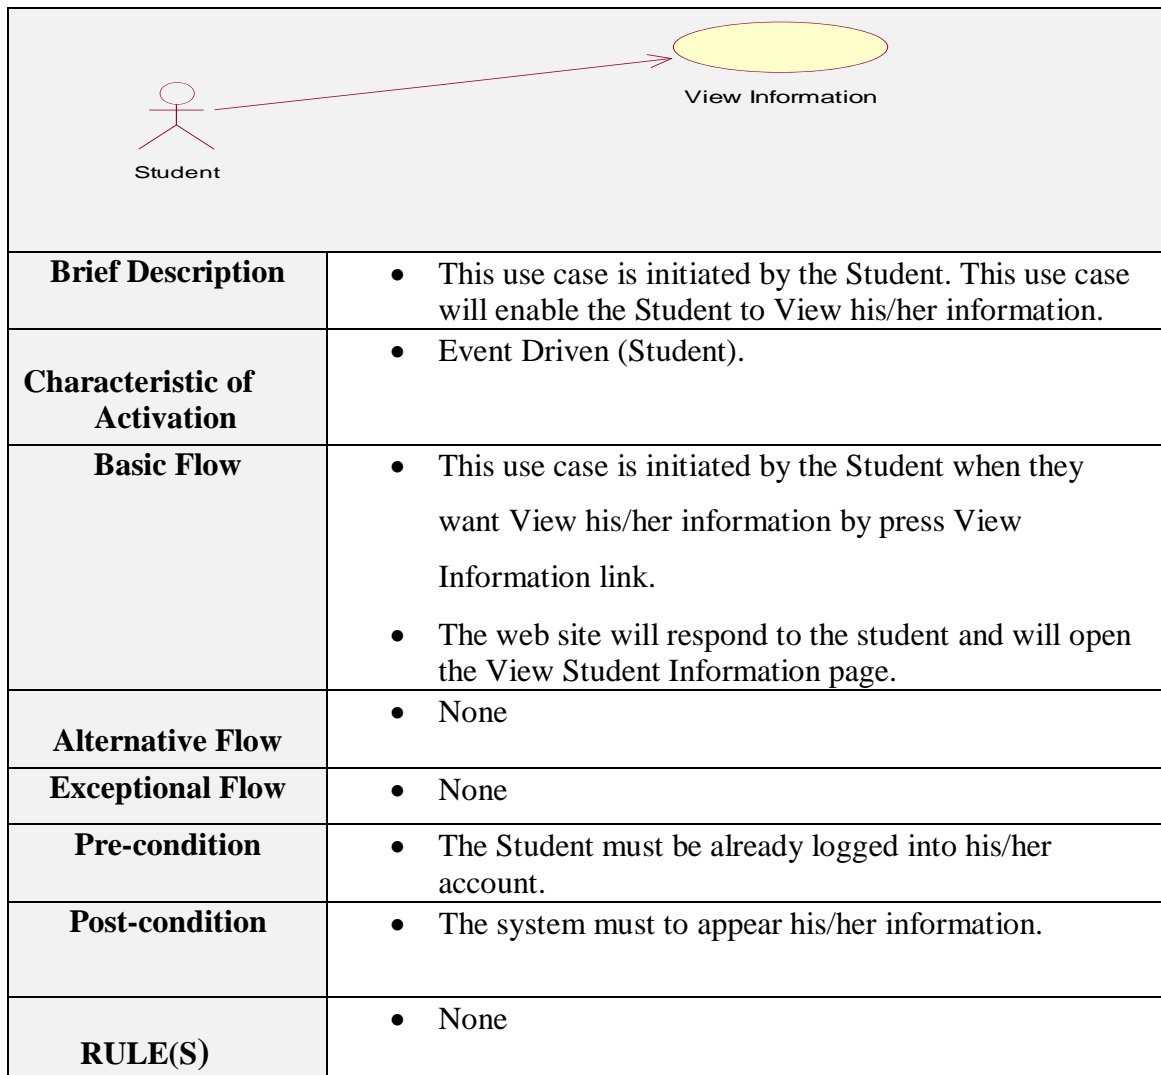 View Information
Student
Brief Description
• This use case is initiated by the Student. This use case
will enable the Student to View his/her information.
Characteristic of
Activation
• Event Driven (Student).
Basic Flow
• This use case is initiated by the Student when they
want View his/her information by press View
Information link.
• The web site will respond to the student and will open
the View Student Information page.
Alternative Flow
• None
Exceptional Flow
• None
Pre-condition
• The Student must be already logged into his/her
account.
Post-condition
• The system must to appear his/her information.
RULE(S)
• None